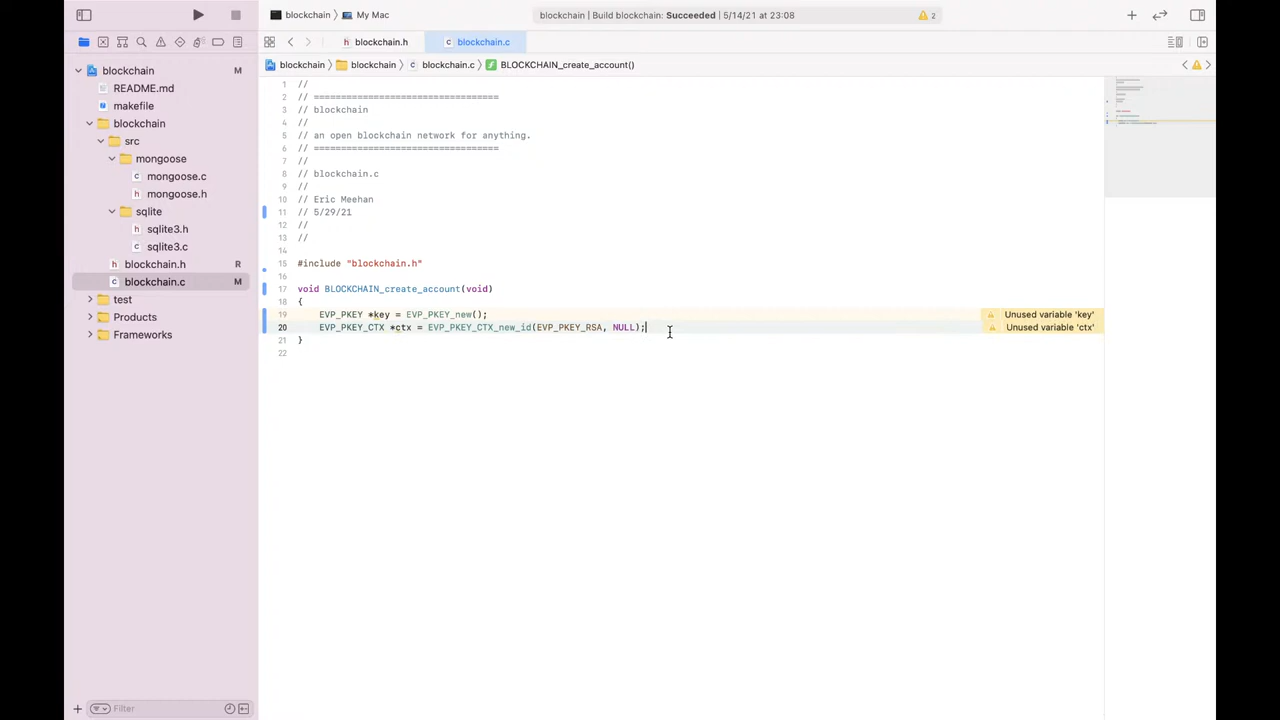 blockchain
My Mac
blockchain | Build blockchain: Succeeded | 5/14/21 at 23:08
2
blockchain.h
blockchain.c
blockchain
blockchain
blockchain.c
BLOCKCHAIN_create_account()
blockchain
M
README.md
makefile
blockchain
src
mongoose
mongoose.c
mongoose.h
sqlite
sqlite3.h
sqlite3.c
blockchain.h
R
blockchain.c
M
test
Products
Frameworks
Filter
1 //
2 // ==================================
3 // blockchain
4 //
5 // an open blockchain network for anything.
6 // ==================================
7 //
8 // blockchain.c
9 //
10 // Eric Meehan
11 // 5/29/21
12 //
13 //
14
15 #include "blockchain.h"
16
17 void BLOCKCHAIN_create_account(void)
18 {
19 EVP_PKEY *key = EVP_PKEY_new();
Unused variable 'key'
20 EVP_PKEY_CTX *ctx = EVP_PKEY_CTX_new_id(EVP_PKEY_RSA, NULL);
Unused variable 'ctx'
21 }
22